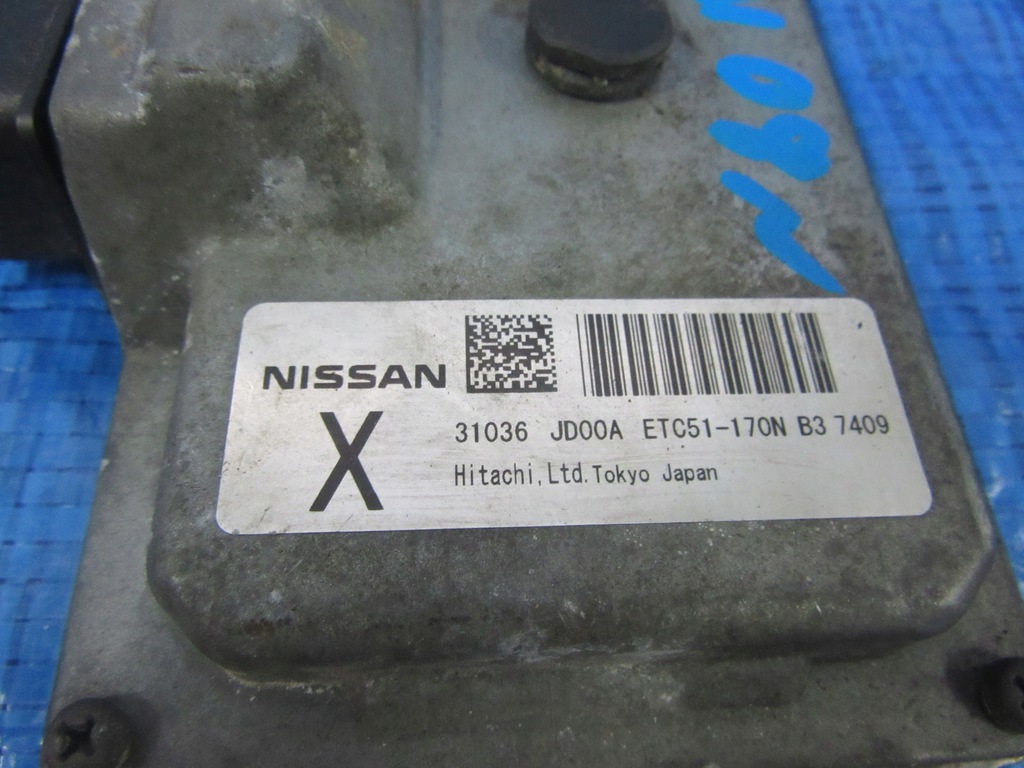 NISSAN
X
31036 JD00A ETC51-170N B3 7409
Hitachi,Ltd.Tokyo Japan